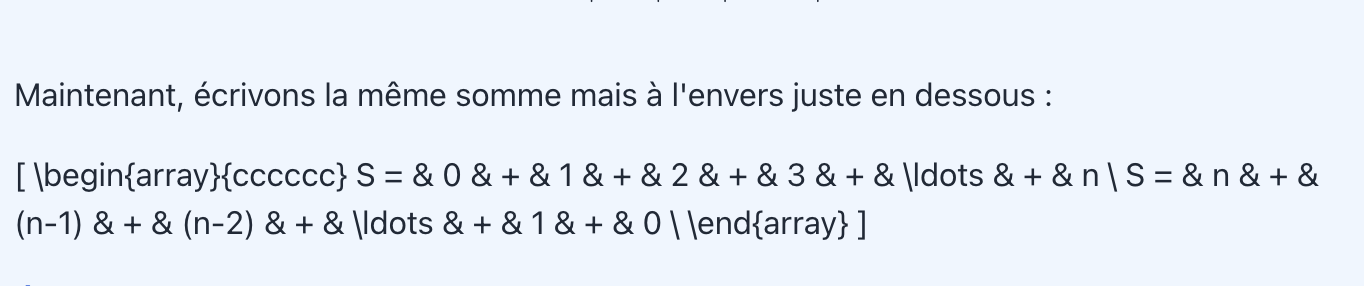 Maintenant, écrivons la même somme mais à l'envers juste en dessous :
[ \begin{array}{cccccc} S = & 0 & + & 1 & + & 2 & + & 3 & + & \ldots & + & n \ S = & n & + &
(n-1) & + & (n-2) & + & \ldots & + & 1 & + & 0 \ \end{array} ]